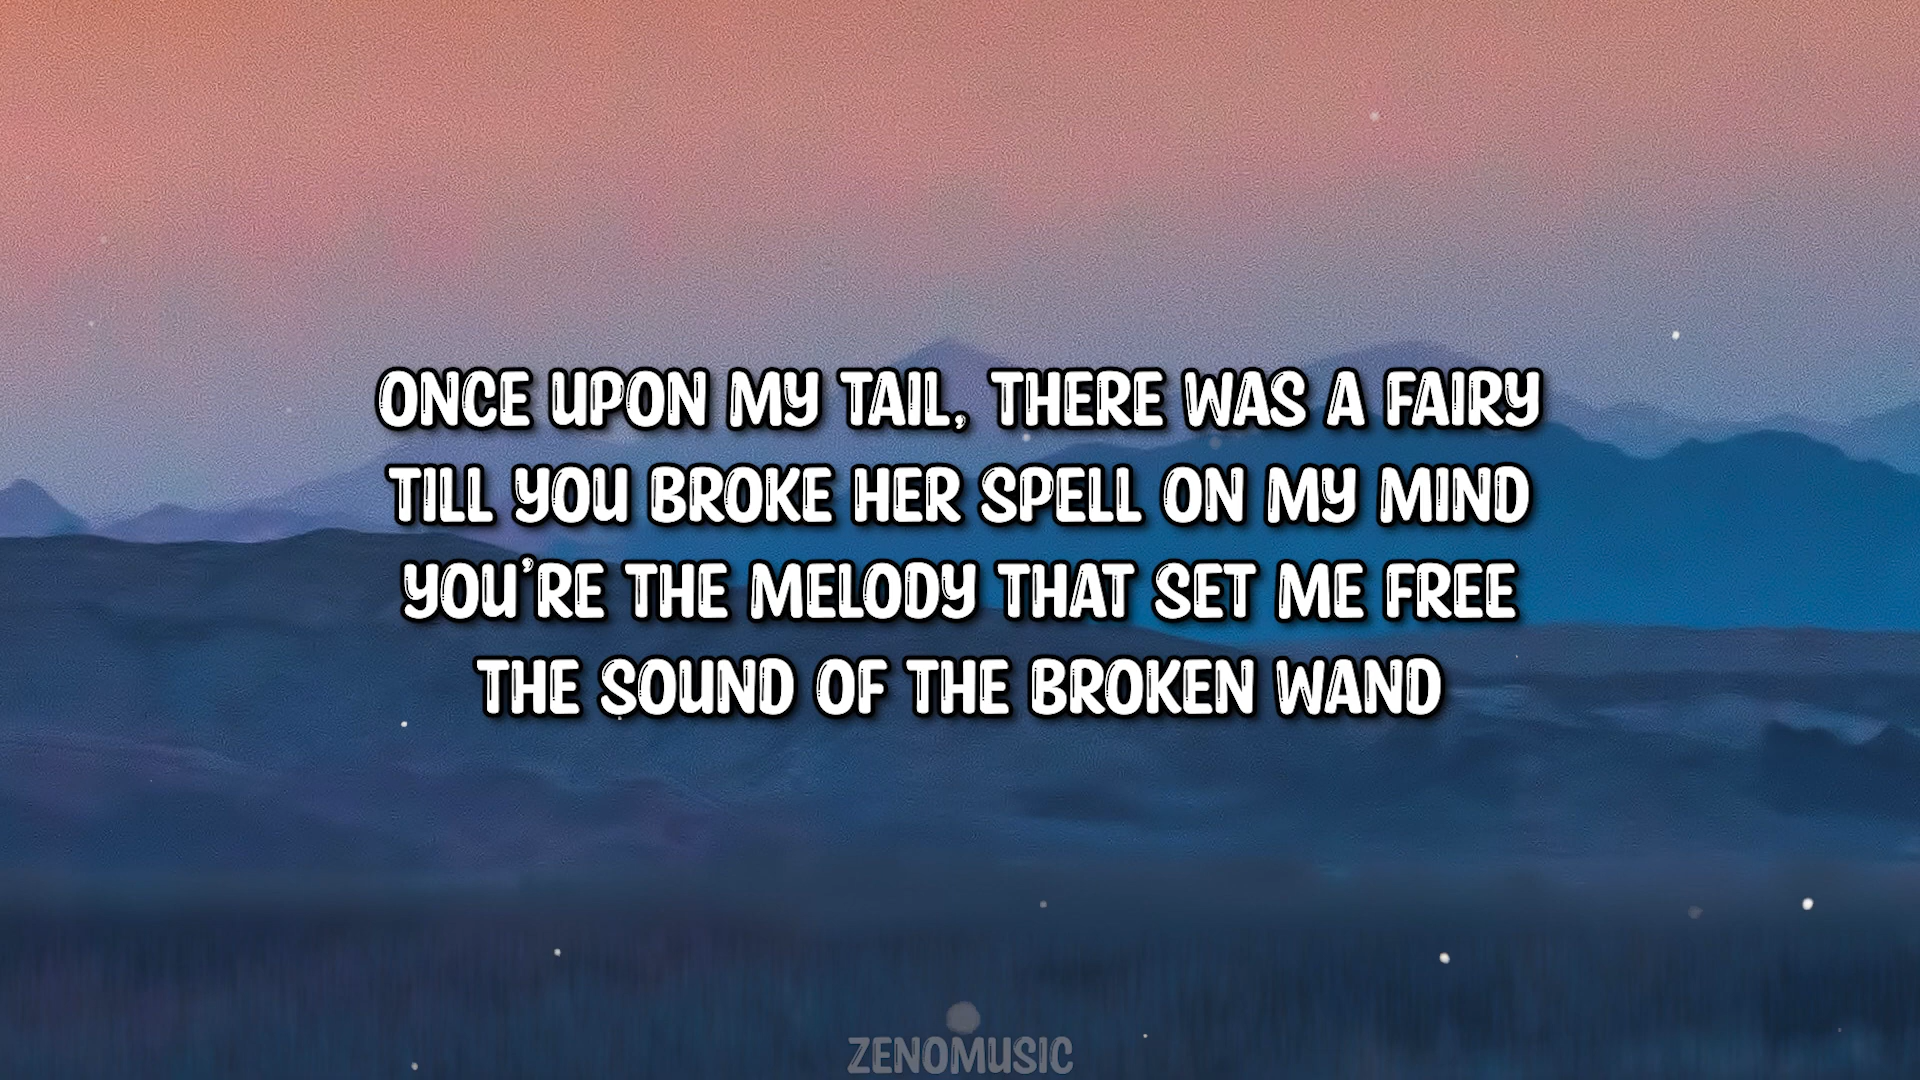 ONCE UPON MY TAIL, THERE WAS A FAIRY
TILL YOU BROKE HER SPELL ON MY MIND
YOU'RE THE MELODY THAT SET ME FREE
THE SOUND OF THE BROKEN WAND
ZENOMUSIC